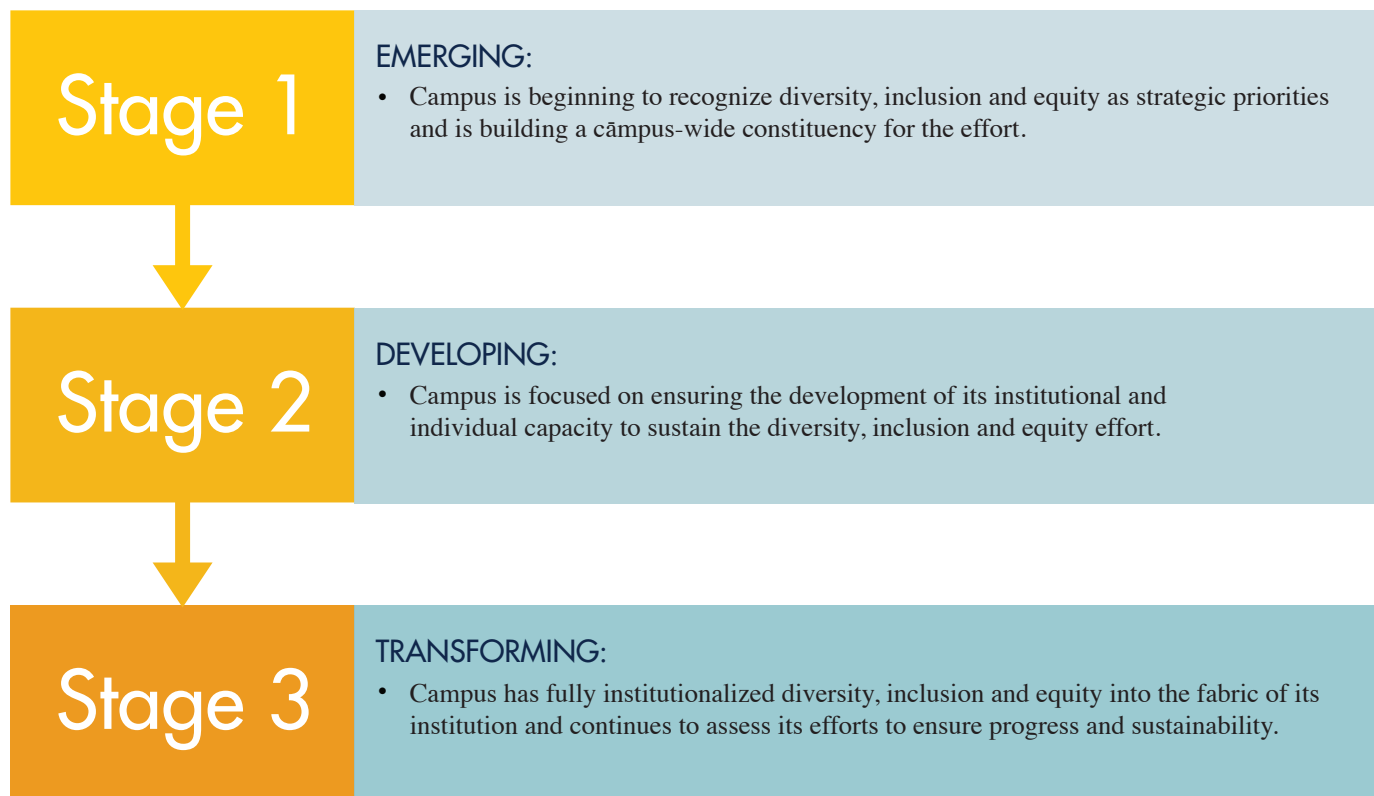 Stage 1
EMERGING:
• Campus is beginning to recognize diversity, inclusion and equity as strategic priorities
and is building a cāmpus-wide constituency for the effort.
Stage 2
DEVELOPING:
• Campus is focused on ensuring the development of its institutional and
individual capacity to sustain the diversity, inclusion and equity effort.
Stage 3
TRANSFORMING:
• Campus has fully institutionalized diversity, inclusion and equity into the fabric of its
institution and continues to assess its efforts to ensure progress and sustainability.